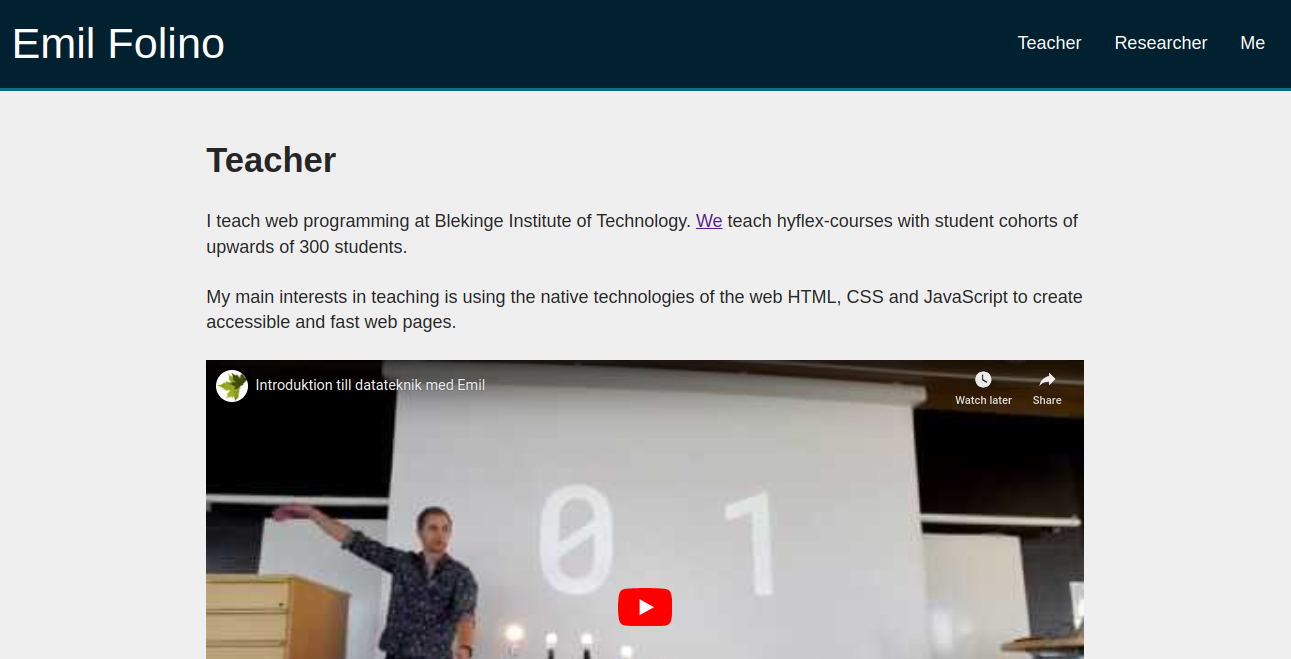 Emil Folino
Teacher Researcher Me
Teacher
I teach web programming at Blekinge Institute of Technology. We teach hyflex-courses with student cohorts of
upwards of 300 students.
My main interests in teaching is using the native technologies of the web HTML, CSS and JavaScript to create
accessible and fast web pages.
Introduktion till datateknik med Emil
Watch later Share
0 1